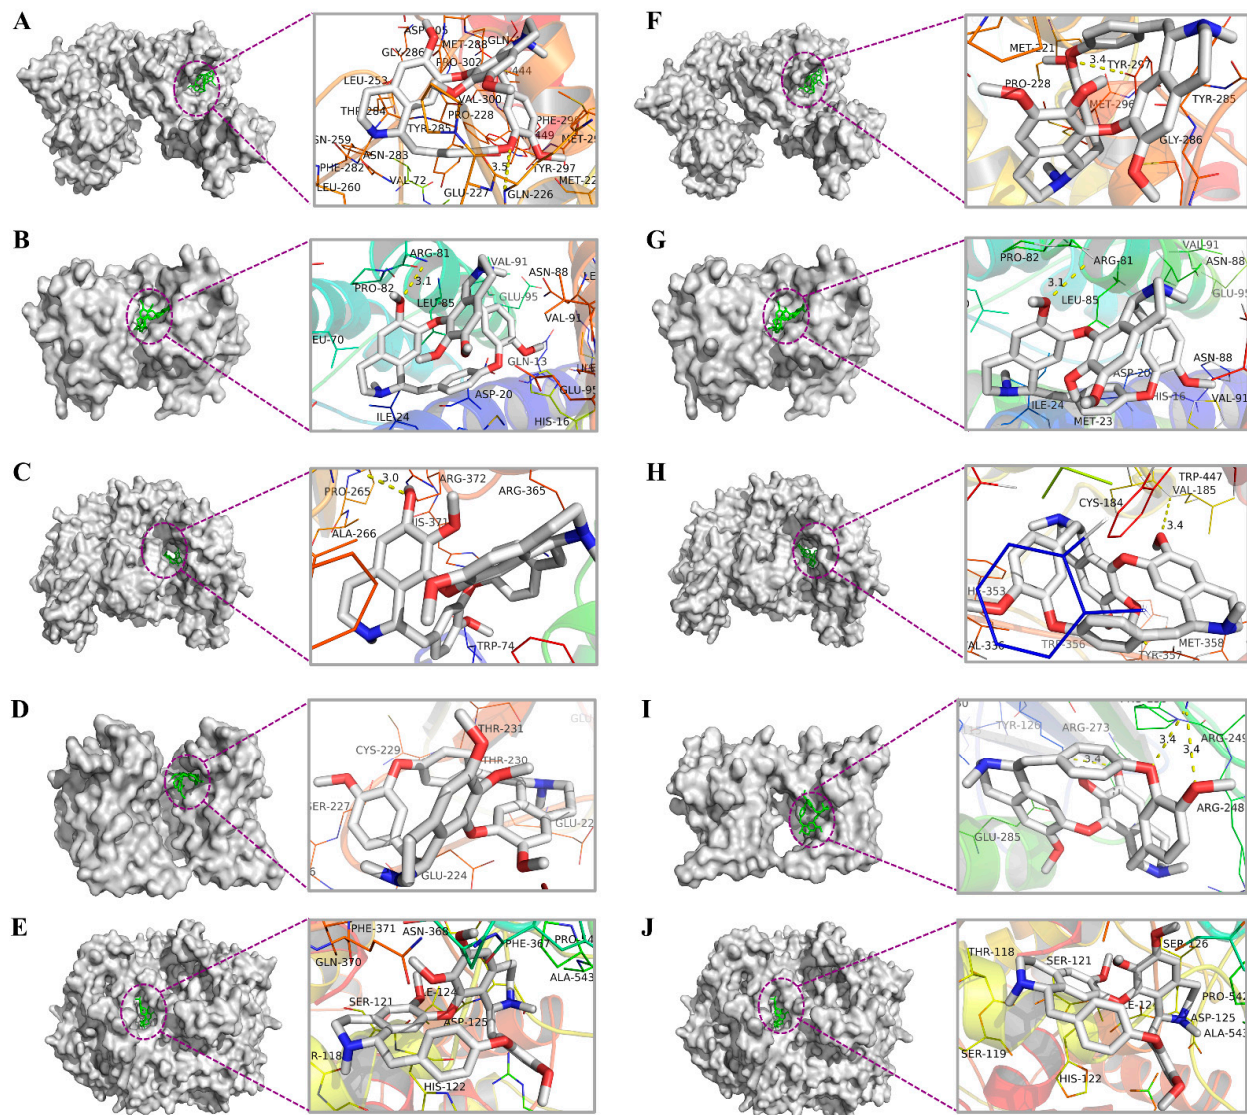 A
GLY-286
MET-288
PRO-302
LEU-253
THR-284
VAL-300
PRO-228
TYR-285
ASN-283
PHE-282
VAL-72
LEU-260
GLU-227
3.5
GLN-226
TYR-297
F
MET-221
3.4
TYR-297
PRO-228
MET-296
TYR-285
GLY-286
B
ARG-81
VAL-91
PRO-82
3.1
ASN-88
LEU-85
GLU-95
VAL-91
GLN-13
GLU-95
ASP-20
ILE-24
HIS-16
G
PRO-82
ARG-81
VAL-91
ASN-88
3.1
LEU-85
GLU-95
ASP-20
ASN-88
ILE-24
HIS-16
VAL-91
MET-23
C
3.0
ARG-372
PRO-265
ARG-365
ALA-266
TRP-74
H
TRP-447
CYS-184
VAL-185
3.4
TRP-356
MET-358
TYR-357
D
THR-231
CYS-229
THR-230
GLU-224
I
TYR-126
ARG-273
ARG-249
3.4
3.4
3.4
ARG-248
GLU-285
E
PHE-371
ASN-368
PHE-367
GLN-370
ALA-543
SER-121
ASP-125
HIS-122
J
THR-118
SER-121
SER-126
PRO-542
ASP-125
ALA-543
SER-119
HIS-122